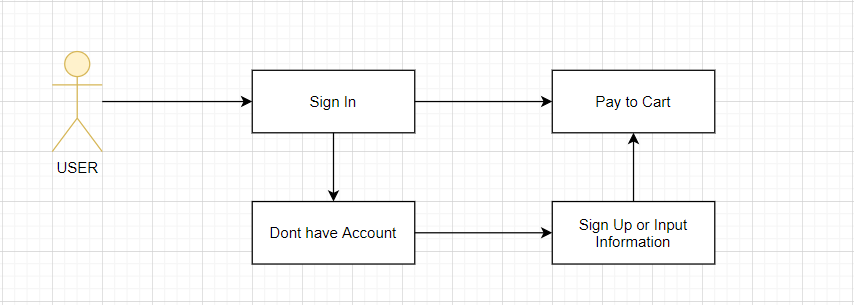 Sign In
Pay to Cart
USER
Dont have Account
Sign Up or Input
Information